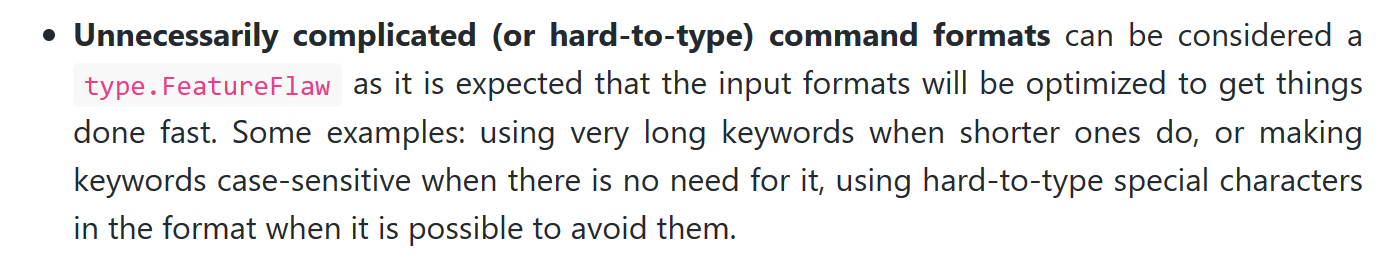 • Unnecessarily complicated (or hard-to-type) command formats can be considered a
type.FeatureFlaw as it is expected that the input formats will be optimized to get things
done fast. Some examples: using very long keywords when shorter ones do, or making
keywords case-sensitive when there is no need for it, using hard-to-type special characters
in the format when it is possible to avoid them.